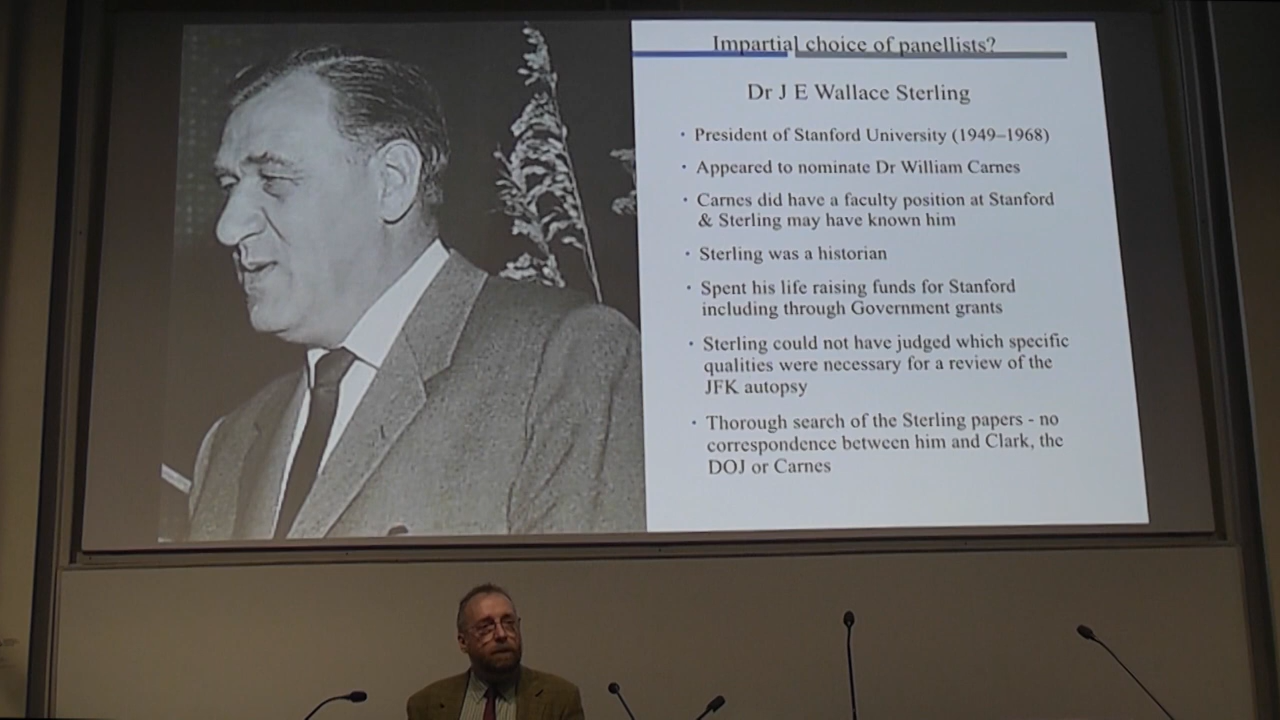 Impartial choice of panellists?
Dr J E Wallace Sterling
• President of Stanford University (1949–1968)
• Appeared to nominate Dr William Carnes
• Carnes did have a faculty position at Stanford
& Sterling may have known him
• Sterling was a historian
• Spent his life raising funds for Stanford
including through Government grants
• Sterling could not have judged which specific
qualities were necessary for a review of the
JFK autopsy
• Thorough search of the Sterling papers - no
correspondence between him and Clark, the
DOJ or Carnes